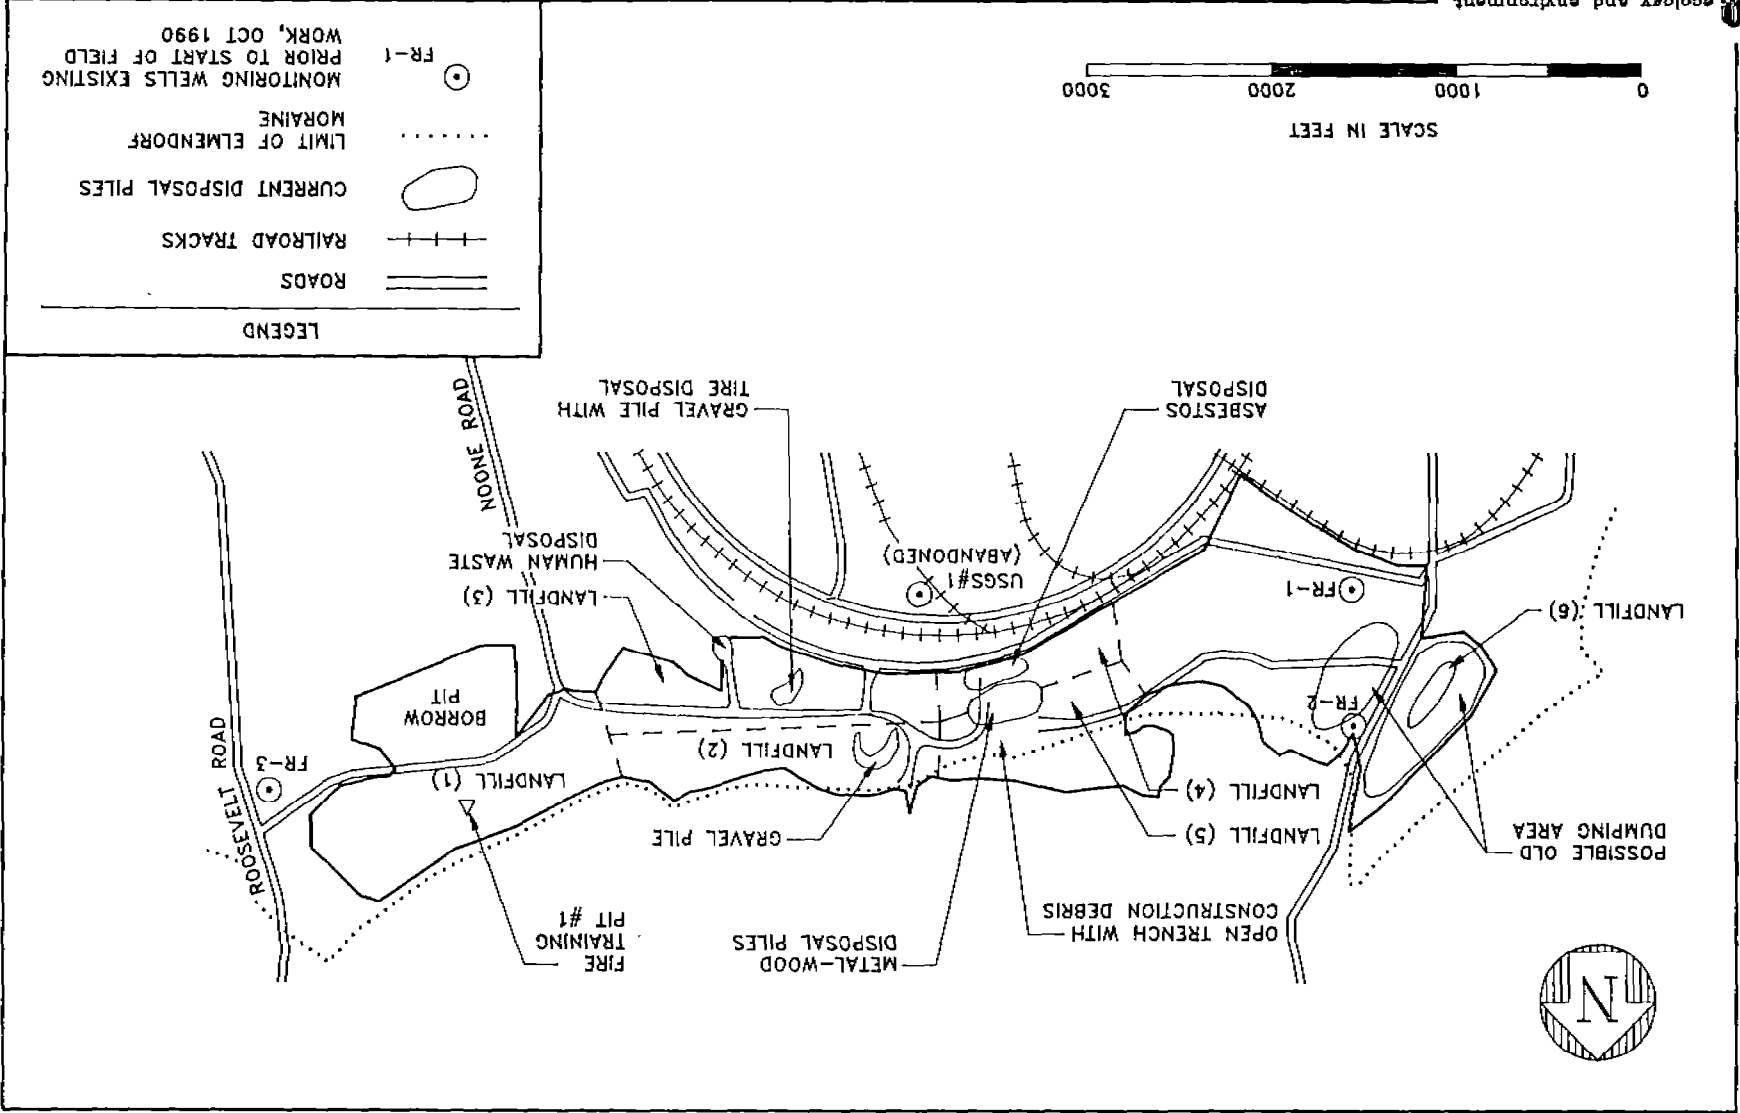 N
FIRE
TRAINING
PIT #1
METAL-WOOD
DISPOSAL PILES
OPEN TRENCH WITH
CONSTRUCTION DEBRIS
POSSIBLE OLD
DUMPING AREA
LANDFILL (5)
LANDFILL (4)
GRAVEL PILE
ROOSEVELT ROAD
FR-3
LANDFILL (1)
LANDFILL (2)
BORROW
PIT
FR-2
LANDFILL (6)
FR-1
LANDFILL (3)
HUMAN WASTE
DISPOSAL
USGS#1
(ABANDONED)
NOONE ROAD
ASBESTOS
DISPOSAL
GRAVEL PILE WITH
TIRE DISPOSAL
LEGEND
ROADS
RAILROAD TRACKS
CURRENT DISPOSAL PILES
LIMIT OF ELMENDORF
MORAINE
FR-1
MONITORING WELLS EXISTING
PRIOR TO START OF FIELD
WORK, OCT 1990
SCALE IN FEET
0 1000 2000 3000
ecology and environment